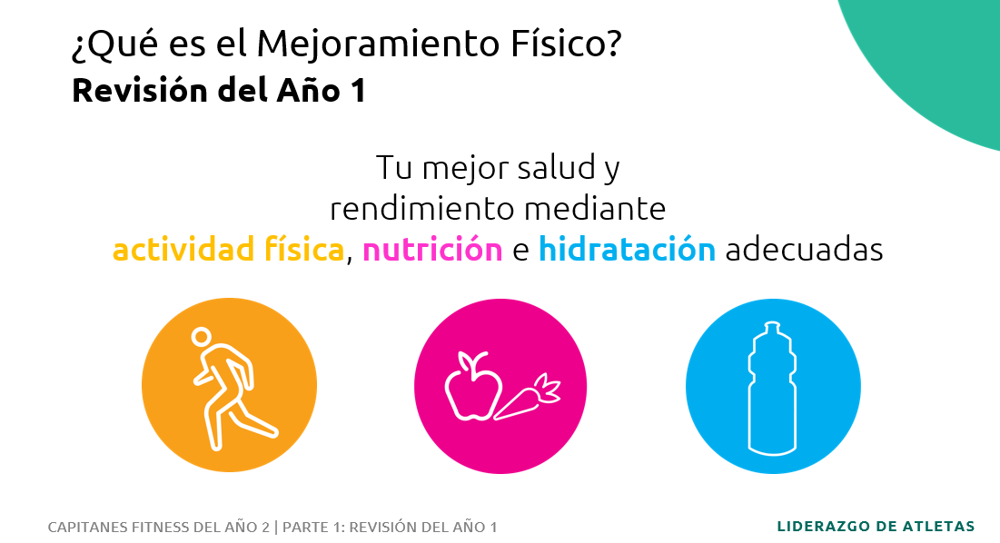 ¿Qué es el Mejoramiento Físico?
Revisión del Año 1
Tu mejor salud y
rendimiento mediante
actividad física, nutrición e hidratación adecuadas
CAPITANES FITNESS DEL AÑO 2 | PARTE 1: REVISIÓN DEL AÑO 1
LIDERAZGO DE ATLETAS